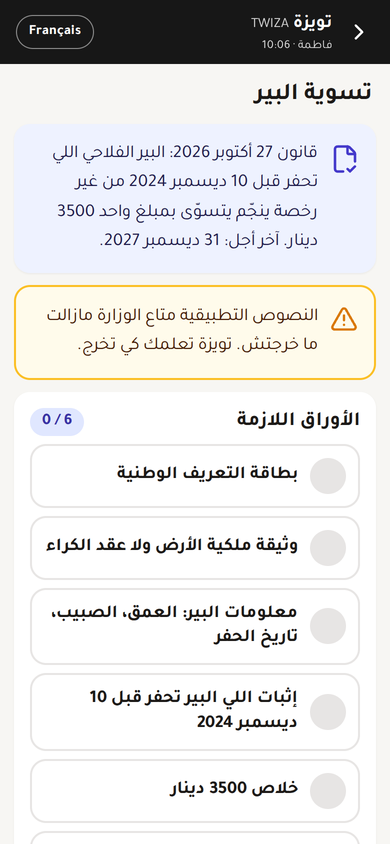 تويزة TWIZA
فاطمة · 10:06
Français
تسوية البير
قانون 27 أكتوبر 2026: البير الفلاحي اللي
تحفر قبل 10 ديسمبر 2024 من غير
رخصة ينجّم يتسوّى بمبلغ واحد 3500
دينار. آخر أجل: 31 ديسمبر 2027.
النصوص التطبيقية متاع الوزارة مازالت
ما خرجتش. تويزة تعلمك كي تخرج.
الأوراق اللازمة
0 / 6
بطاقة التعريف الوطنية
وثيقة ملكية الأرض ولا عقد الكراء
معلومات البير: العمق، الصبيب،
تاريخ الحفر
إثبات اللي البير تحفر قبل 10
ديسمبر 2024
خلاص 3500 دينار